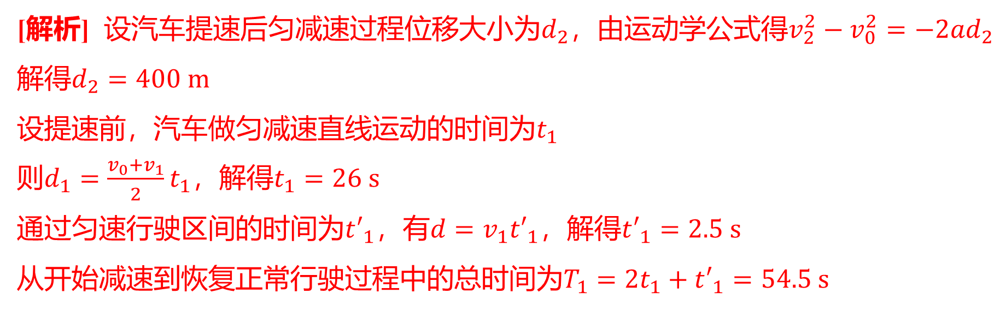 [解析] 设汽车提速后匀减速过程位移大小为$d_2$，由运动学公式得$v_2^2 - v_0^2 = -2ad_2$
解得$d_2 = 400$ m
设提速前，汽车做匀减速直线运动的时间为$t_1$
则$d_1 = \frac{v_0+v_1}{2}t_1$，解得$t_1 = 26$ s
通过匀速行驶区间的时间为$t'_1$，有$d = v_1t'_1$，解得$t'_1 = 2.5$ s
从开始减速到恢复正常行驶过程中的总时间为$T_1 = 2t_1 + t'_1 = 54.5$ s